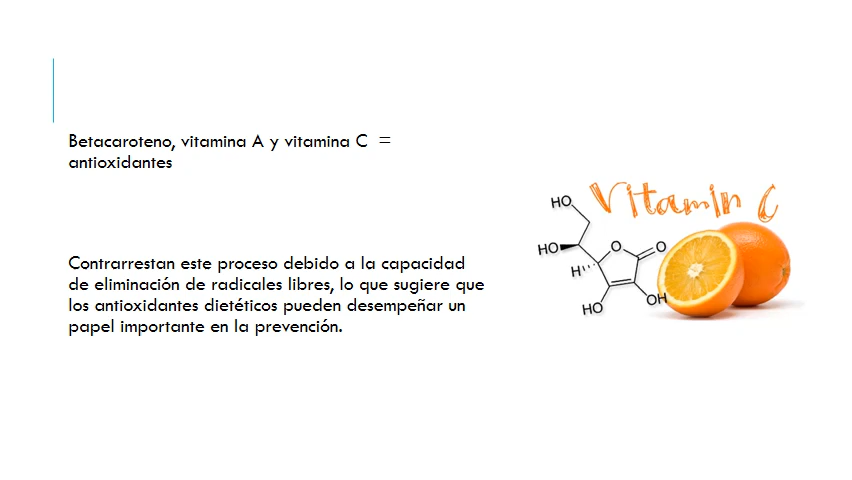 Betacaroteno, vitamina A y vitamina C =
antioxidantes
Contrarrestan este proceso debido a la capacidad
de eliminación de radicales libres, lo que sugiere que
los antioxidantes dietéticos pueden desempeñar un
papel importante en la prevención.
Vitamin C
HO
HO
O
O
H
HO
OH